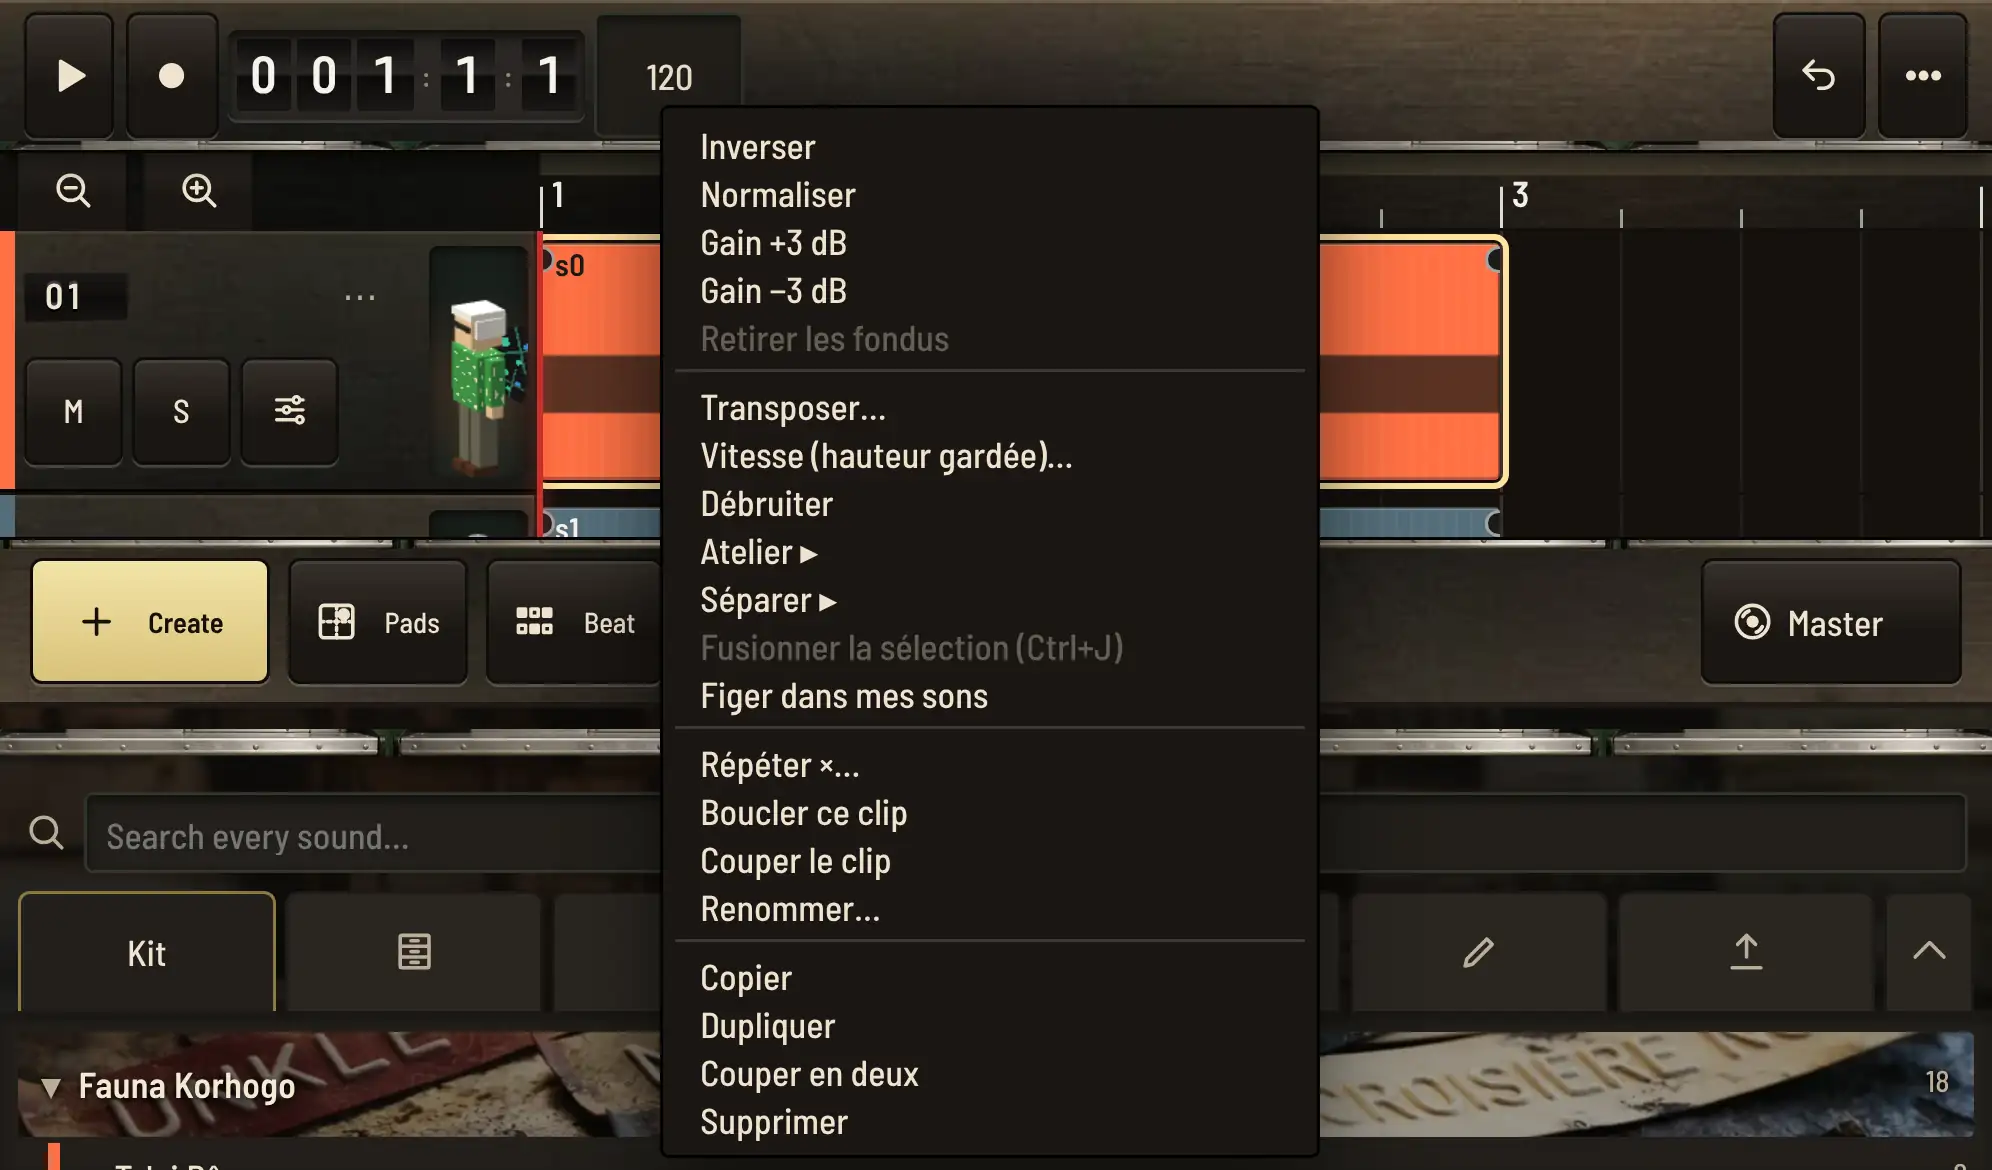 001:1:1
120
Inverser
Normaliser
Gain +3 dB
Gain −3 dB
Retirer les fondus
Transposer...
Vitesse (hauteur gardée)...
Débruiter
Atelier ▸
Séparer ▸
Fusionner la sélection (Ctrl+J)
Figer dans mes sons
Répéter ×...
Boucler ce clip
Couper le clip
Renommer...
Copier
Dupliquer
Couper en deux
Supprimer
1
3
s0
01
...
M
S
s1
Create
Pads
Beat
Master
Search every sound...
Kit
UNKLE
CROISIÈRE
Fauna Korhogo
18